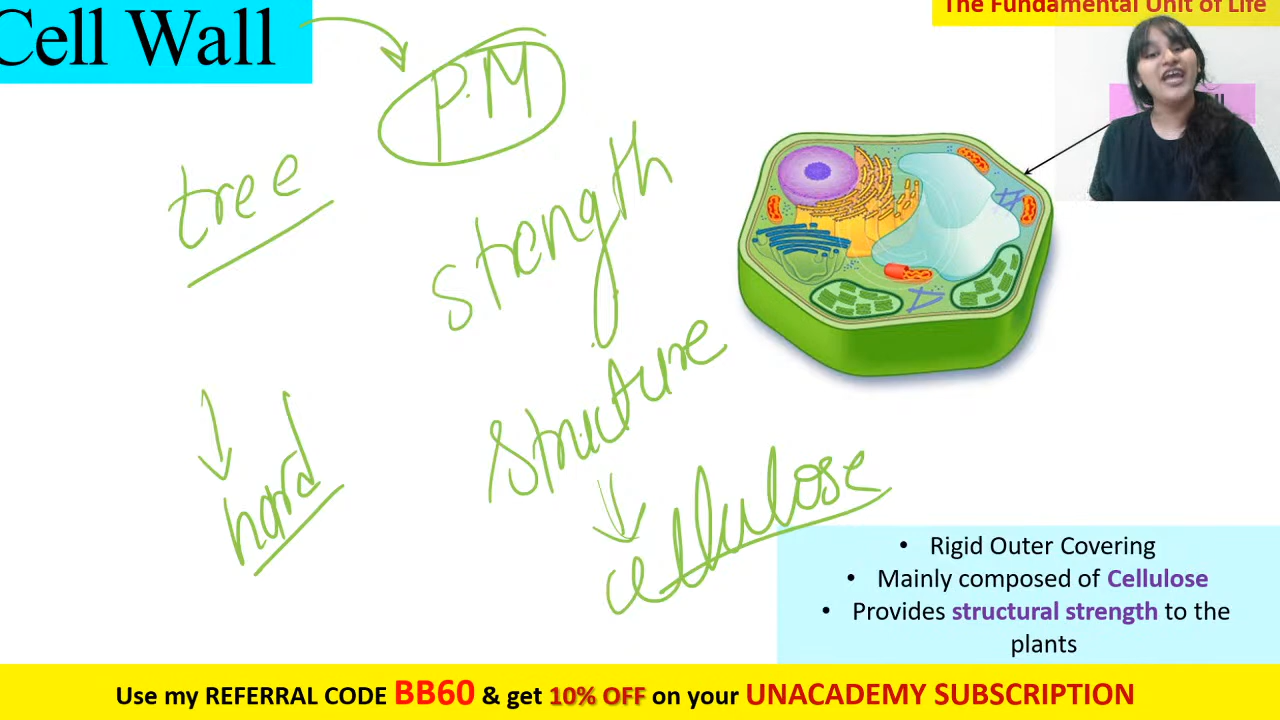 The Fundamental Unit of Life
Cell Wall
P.M
tree
strength
structure
hard
cellulose
• Rigid Outer Covering
• Mainly composed of Cellulose
• Provides structural strength to the
plants
Use my REFERRAL CODE BB60 & get 10% OFF on your UNACADEMY SUBSCRIPTION